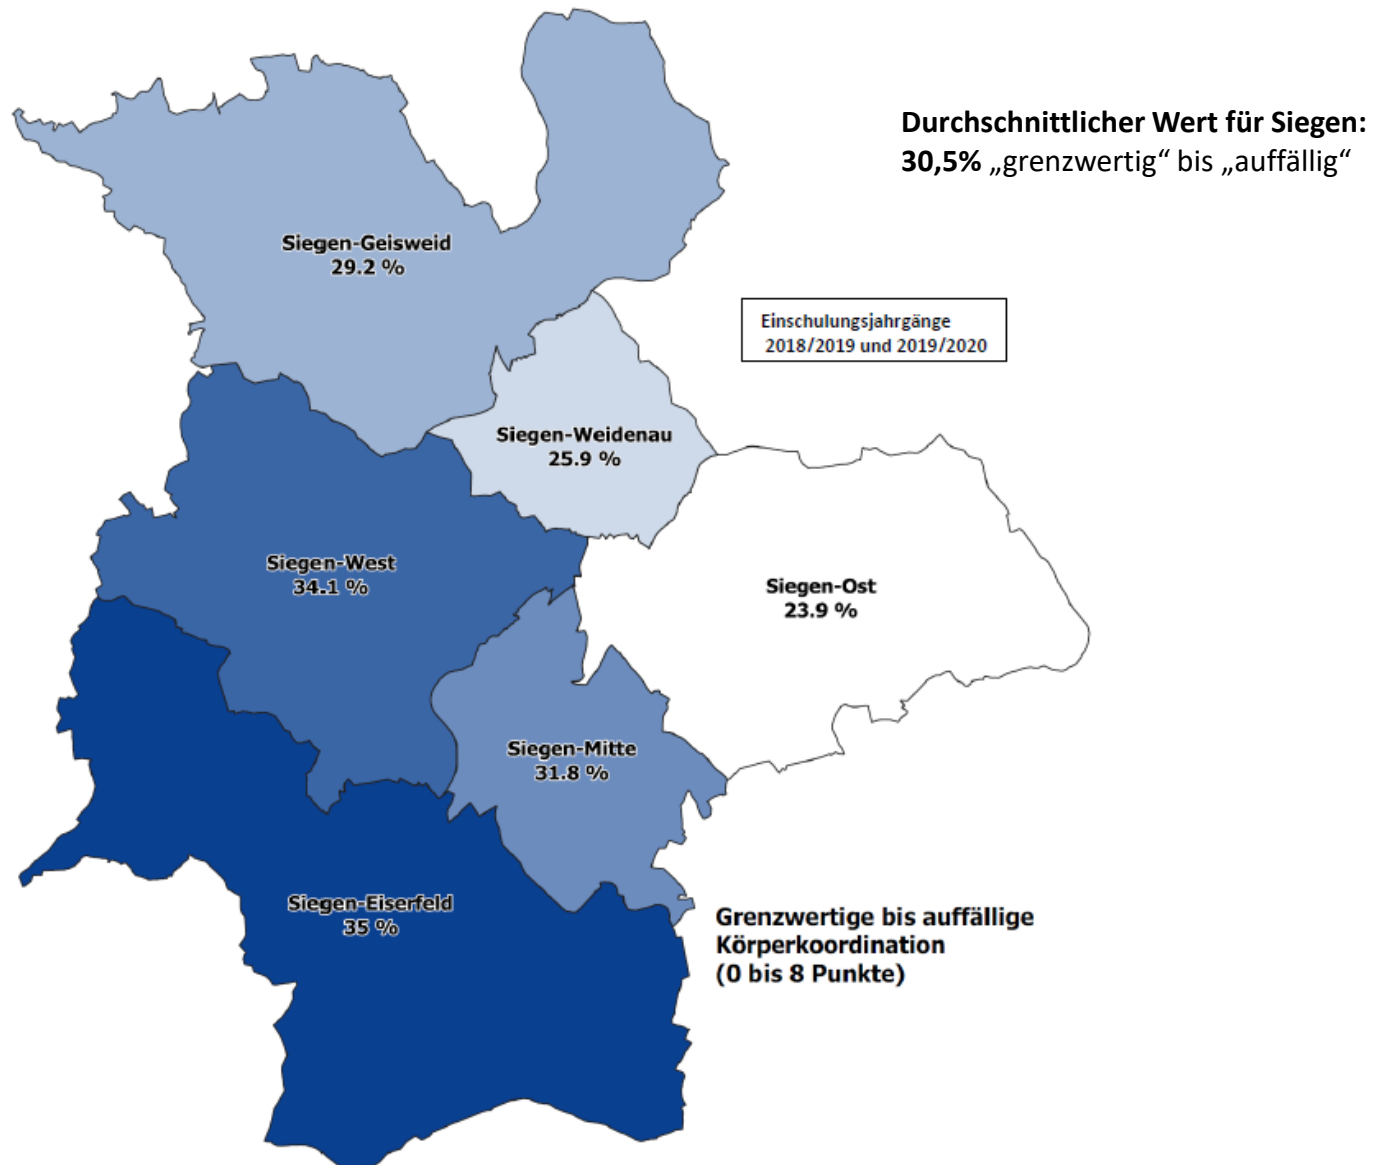 Durchschnittlicher Wert für Siegen:
30,5% „grenzwertig“ bis „auffällig“
Siegen-Geisweid
29.2 %
Einschulungsjahrgänge
2018/2019 und 2019/2020
Siegen-Weidenau
25.9 %
Siegen-West
34.1 %
Siegen-Ost
23.9 %
Siegen-Mitte
31.8 %
Siegen-Eiserfeld
35 %
Grenzwertige bis auffällige
Körperkoordination
(0 bis 8 Punkte)